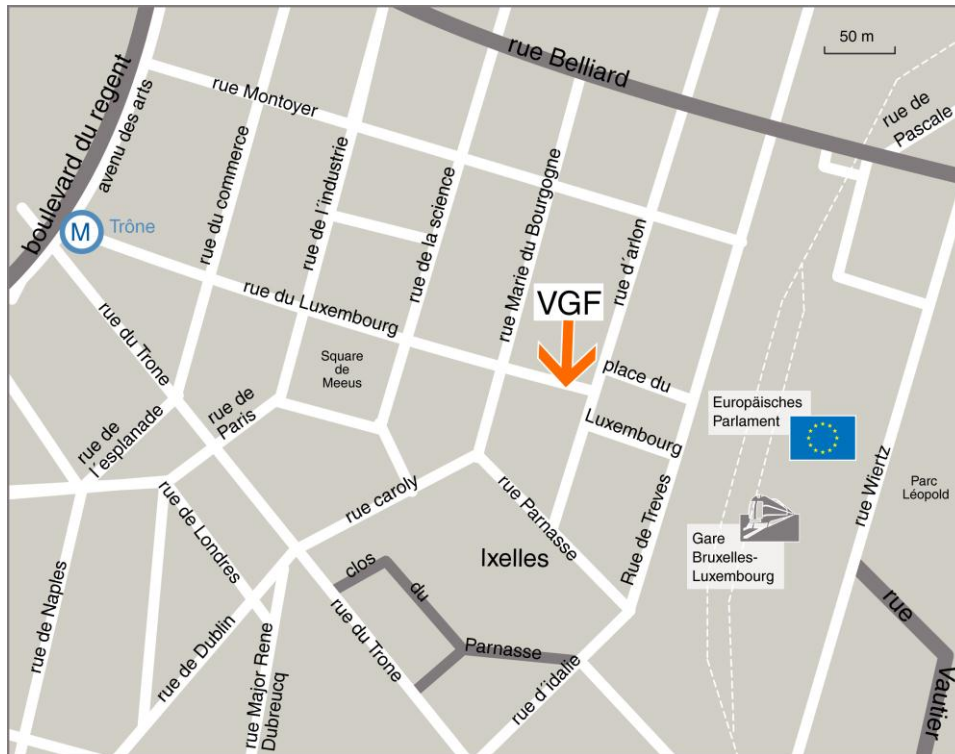 50 m
rue Belliard
rue de
Pascale
boulevard du regent
avenu des arts
rue Montoyer
M
Trône
rue du commerce
rue de l´industrie
rue de la science
rue Marie du Bourgogne
rue d´arlon
rue du Luxembourg
VGF
place du
Luxembourg
Square
de
Meeus
rue du Trone
rue de
Paris
rue de
l´esplanade
Europäisches
Parlament
rue Wiertz
Parc
Léopold
rue caroly
rue Parnasse
Rue de Treves
rue de Londres
Ixelles
Gare
Bruxelles-
Luxembourg
clos
du
Parnasse
rue de Naples
rue de Dublin
rue Major Rene
Dubreucq
rue du Trone
rue d´idalie
rue
Vautier